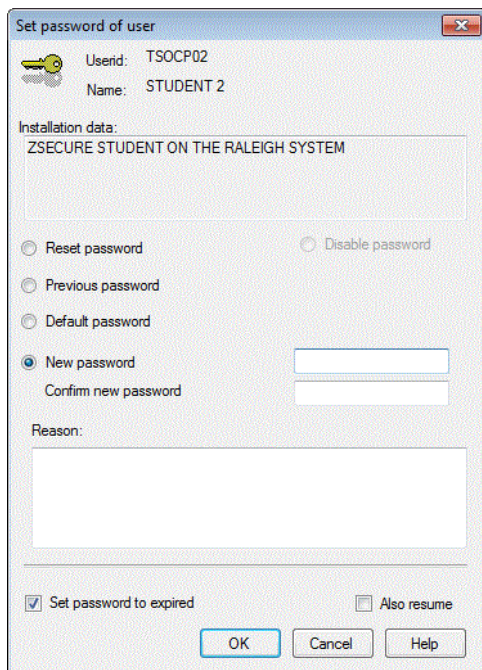 Set password of user
Userid: TSOCP02
Name: STUDENT 2
Installation data:
ZSECURE STUDENT ON THE RALEIGH SYSTEM
Reset password Disable password
Previous password
Default password
New password
Confirm new password
Reason:
Set password to expired Also resume
OK Cancel Help